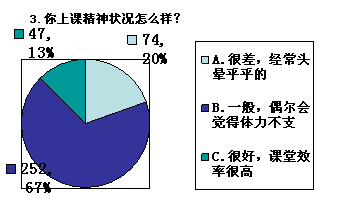 3.你上课精神状况怎么样？
47,
13%
74,
20%
252,
67%
A.很差，经常头
晕乎乎的
B.一般，偶尔会
觉得体力不支
C.很好，课堂效
率很高